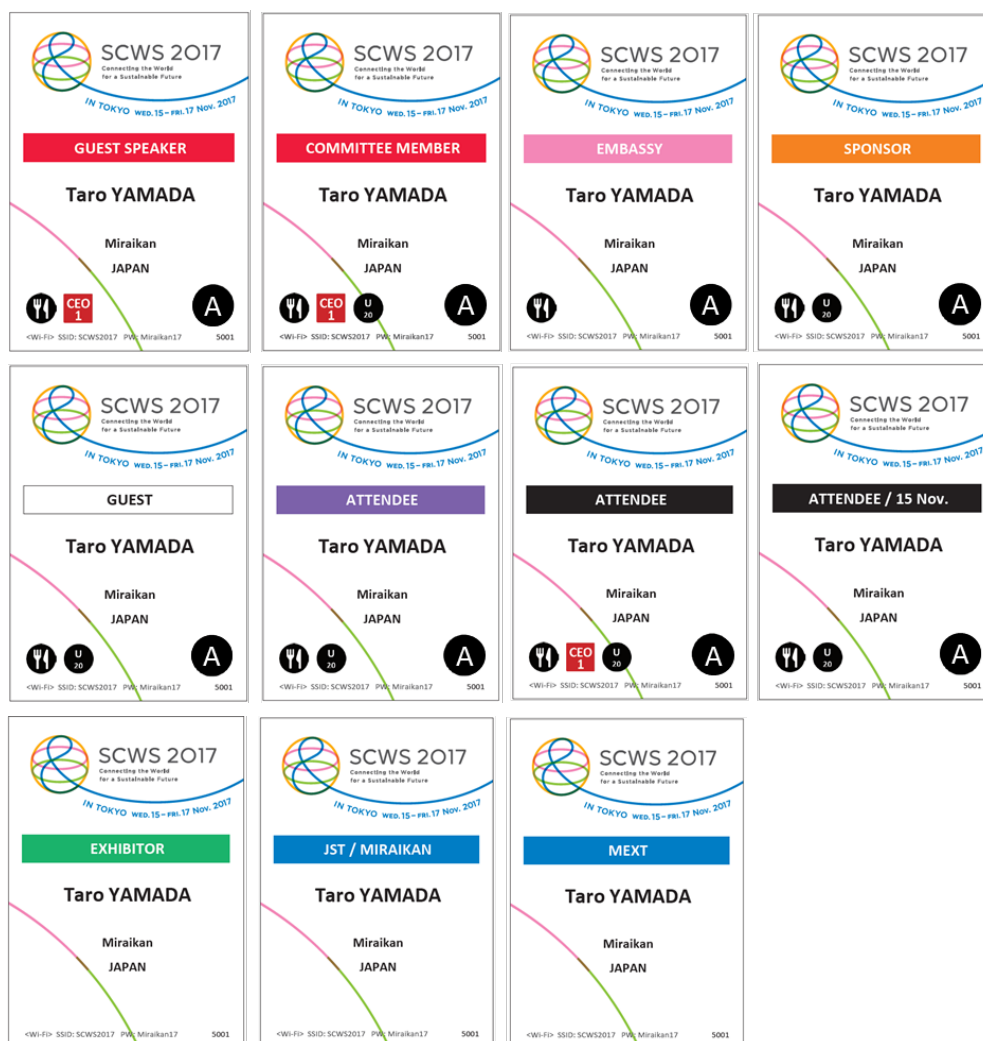 SCWS 2017
Connecting the World
for a Sustainable Future
IN TOKYO WED. 15–FRI. 17 Nov. 2017
GUEST SPEAKER
Taro YAMADA
Miraikan
JAPAN
CEO
1
A
<Wi-Fi> SSID: SCWS2017 PW: Miraikan17 5001
SCWS 2017
Connecting the World
for a Sustainable Future
IN TOKYO WED. 15–FRI. 17 Nov. 2017
COMMITTEE MEMBER
Taro YAMADA
Miraikan
JAPAN
CEO
1
U
20
A
<Wi-Fi> SSID: SCWS2017 PW: Miraikan17 5001
SCWS 2017
Connecting the World
for a Sustainable Future
IN TOKYO WED. 15–FRI. 17 Nov. 2017
EMBASSY
Taro YAMADA
Miraikan
JAPAN
A
<Wi-Fi> SSID: SCWS2017 PW: Miraikan17 5001
SCWS 2017
Connecting the World
for a Sustainable Future
IN TOKYO WED. 15–FRI. 17 Nov. 2017
SPONSOR
Taro YAMADA
Miraikan
JAPAN
U
20
A
<Wi-Fi> SSID: SCWS2017 PW: Miraikan17 5001
SCWS 2017
Connecting the World
for a Sustainable Future
IN TOKYO WED. 15–FRI. 17 Nov. 2017
GUEST
Taro YAMADA
Miraikan
JAPAN
U
20
A
<Wi-Fi> SSID: SCWS2017 PW: Miraikan17 5001
SCWS 2017
Connecting the World
for a Sustainable Future
IN TOKYO WED. 15–FRI. 17 Nov. 2017
ATTENDEE
Taro YAMADA
Miraikan
JAPAN
U
20
A
<Wi-Fi> SSID: SCWS2017 PW: Miraikan17 5001
SCWS 2017
Connecting the World
for a Sustainable Future
IN TOKYO WED. 15–FRI. 17 Nov. 2017
ATTENDEE
Taro YAMADA
Miraikan
JAPAN
CEO
1
U
20
A
<Wi-Fi> SSID: SCWS2017 PW: Miraikan17 5001
SCWS 2017
Connecting the World
for a Sustainable Future
IN TOKYO WED. 15–FRI. 17 Nov. 2017
ATTENDEE / 15 Nov.
Taro YAMADA
Miraikan
JAPAN
U
20
A
<Wi-Fi> SSID: SCWS2017 PW: Miraikan17 5001
SCWS 2017
Connecting the World
for a Sustainable Future
IN TOKYO WED. 15–FRI. 17 Nov. 2017
EXHIBITOR
Taro YAMADA
Miraikan
JAPAN
<Wi-Fi> SSID: SCWS2017 PW: Miraikan17 5001
SCWS 2017
Connecting the World
for a Sustainable Future
IN TOKYO WED. 15–FRI. 17 Nov. 2017
JST / MIRAIKAN
Taro YAMADA
Miraikan
JAPAN
<Wi-Fi> SSID: SCWS2017 PW: Miraikan17 5001
SCWS 2017
Connecting the World
for a Sustainable Future
IN TOKYO WED. 15–FRI. 17 Nov. 2017
MEXT
Taro YAMADA
Miraikan
JAPAN
<Wi-Fi> SSID: SCWS2017 PW: Miraikan17 5001